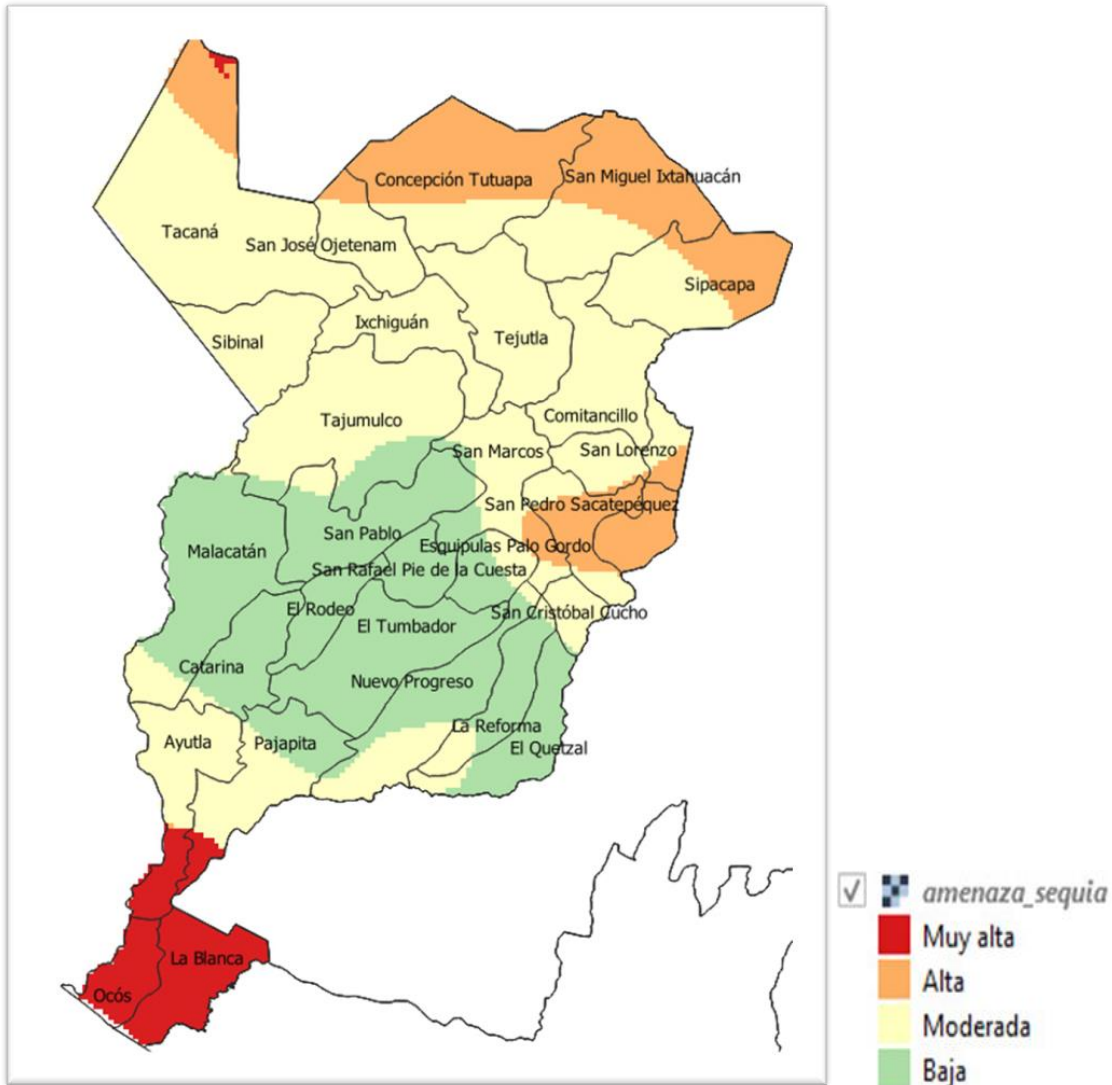 Concepción Tutuapa
San Miguel Ixtahuacán
Tacaná
San José Ojetenam
Sipacapa
Ixchiguán
Sibinal
Tejutla
Tajumulco
Comitancillo
San Marcos
San Lorenzo
San Pedro Sacatepéquez
San Pablo
Esquipulas Palo Gordo
Malacatán
San Rafael Pie de la Cuesta
El Rodeo
San Cristóbal Cucho
El Tumbador
Catarina
Nuevo Progreso
La Reforma
Ayutla
Pajapita
El Quetzal
La Blanca
Ocós
amenaza_sequia
Muy alta
Alta
Moderada
Baja